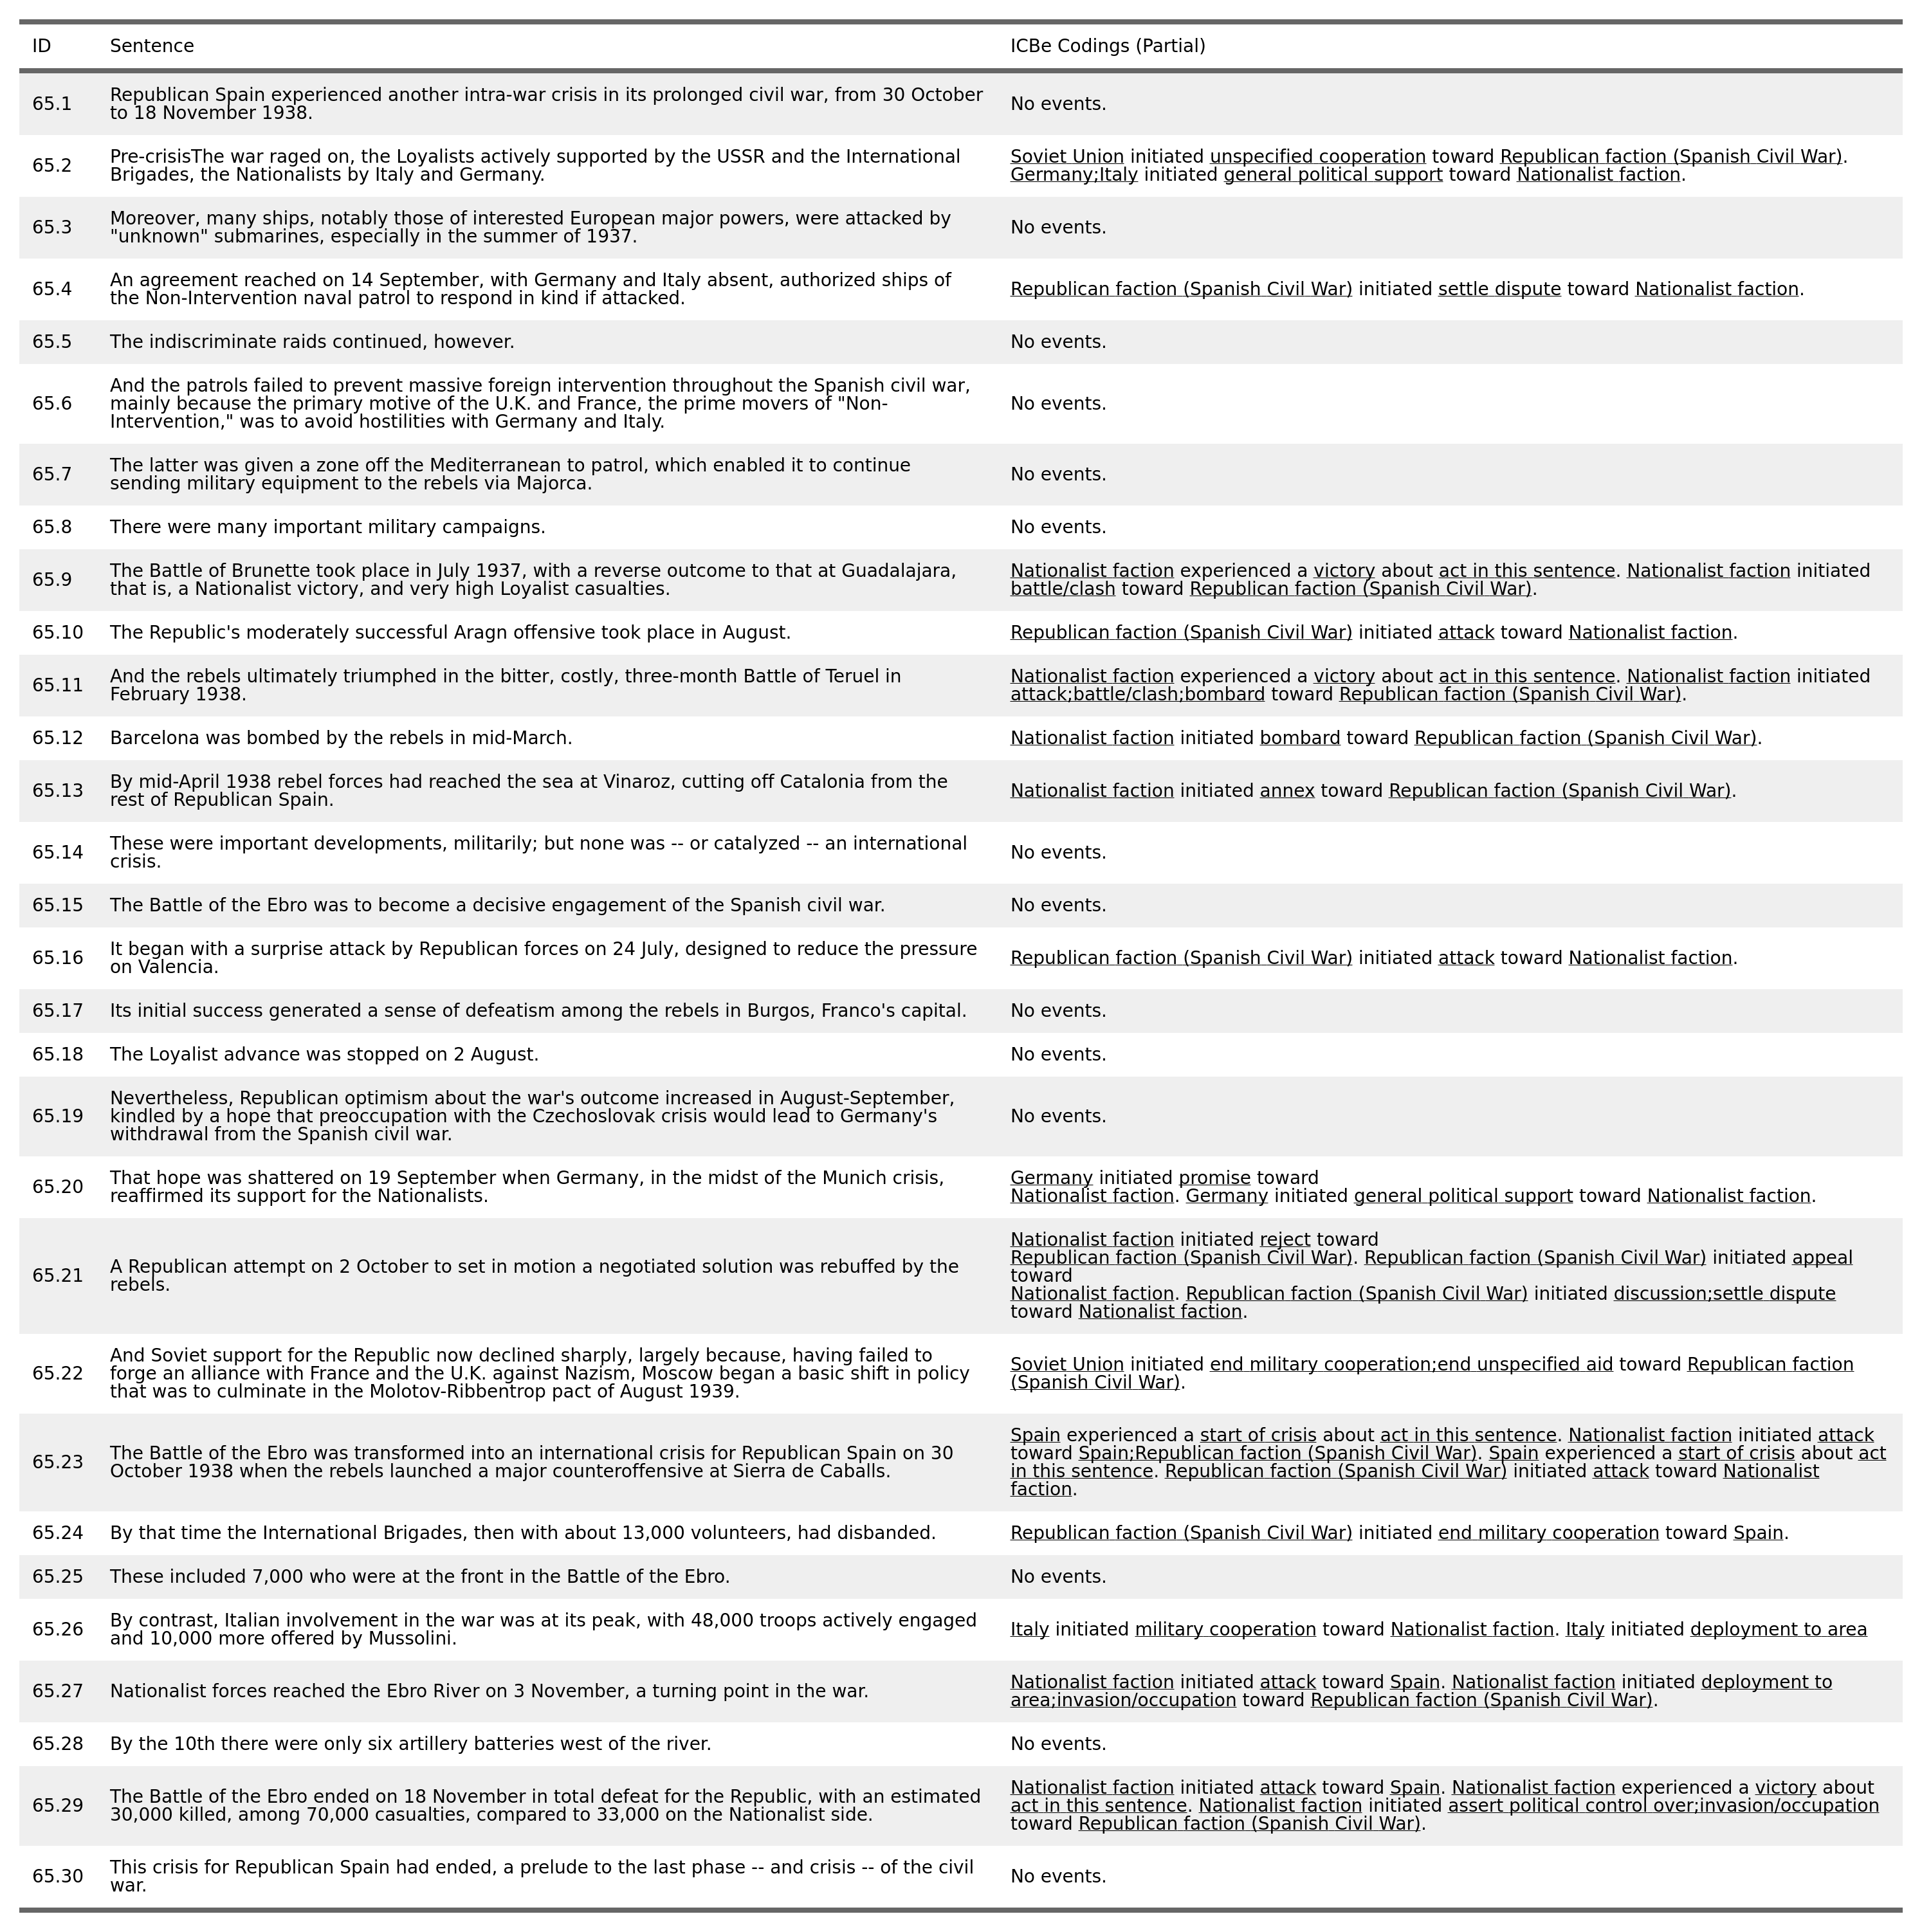 ID Sentence ICBe Codings (Partial)
65.1 Republican Spain experienced another intra-war crisis in its prolonged civil war, from 30 October
to 18 November 1938.
No events.
65.2 Pre-crisisThe war raged on, the Loyalists actively supported by the USSR and the International
Brigades, the Nationalists by Italy and Germany.
Soviet Union initiated unspecified cooperation toward Republican faction (Spanish Civil War).
Germany;Italy initiated general political support toward Nationalist faction.
65.3 Moreover, many ships, notably those of interested European major powers, were attacked by
"unknown" submarines, especially in the summer of 1937.
No events.
65.4 An agreement reached on 14 September, with Germany and Italy absent, authorized ships of
the Non-Intervention naval patrol to respond in kind if attacked.
Republican faction (Spanish Civil War) initiated settle dispute toward Nationalist faction.
65.5 The indiscriminate raids continued, however.
No events.
65.6 And the patrols failed to prevent massive foreign intervention throughout the Spanish civil war,
mainly because the primary motive of the U.K. and France, the prime movers of "Non-
Intervention," was to avoid hostilities with Germany and Italy.
No events.
65.7 The latter was given a zone off the Mediterranean to patrol, which enabled it to continue
sending military equipment to the rebels via Majorca.
No events.
65.8 There were many important military campaigns.
No events.
65.9 The Battle of Brunette took place in July 1937, with a reverse outcome to that at Guadalajara,
that is, a Nationalist victory, and very high Loyalist casualties.
Nationalist faction experienced a victory about act in this sentence. Nationalist faction initiated
battle/clash toward Republican faction (Spanish Civil War).
65.10 The Republic's moderately successful Aragn offensive took place in August.
Republican faction (Spanish Civil War) initiated attack toward Nationalist faction.
65.11 And the rebels ultimately triumphed in the bitter, costly, three-month Battle of Teruel in
February 1938.
Nationalist faction experienced a victory about act in this sentence. Nationalist faction initiated
attack;battle/clash;bombard toward Republican faction (Spanish Civil War).
65.12 Barcelona was bombed by the rebels in mid-March.
Nationalist faction initiated bombard toward Republican faction (Spanish Civil War).
65.13 By mid-April 1938 rebel forces had reached the sea at Vinaroz, cutting off Catalonia from the
rest of Republican Spain.
Nationalist faction initiated annex toward Republican faction (Spanish Civil War).
65.14 These were important developments, militarily; but none was -- or catalyzed -- an international
crisis.
No events.
65.15 The Battle of the Ebro was to become a decisive engagement of the Spanish civil war.
No events.
65.16 It began with a surprise attack by Republican forces on 24 July, designed to reduce the pressure
on Valencia.
Republican faction (Spanish Civil War) initiated attack toward Nationalist faction.
65.17 Its initial success generated a sense of defeatism among the rebels in Burgos, Franco's capital.
No events.
65.18 The Loyalist advance was stopped on 2 August.
No events.
65.19 Nevertheless, Republican optimism about the war's outcome increased in August-September,
kindled by a hope that preoccupation with the Czechoslovak crisis would lead to Germany's
withdrawal from the Spanish civil war.
No events.
65.20 That hope was shattered on 19 September when Germany, in the midst of the Munich crisis,
reaffirmed its support for the Nationalists.
Germany initiated promise toward
Nationalist faction. Germany initiated general political support toward Nationalist faction.
65.21 A Republican attempt on 2 October to set in motion a negotiated solution was rebuffed by the
rebels.
Nationalist faction initiated reject toward
Republican faction (Spanish Civil War). Republican faction (Spanish Civil War) initiated appeal
toward
Nationalist faction. Republican faction (Spanish Civil War) initiated discussion;settle dispute
toward Nationalist faction.
65.22 And Soviet support for the Republic now declined sharply, largely because, having failed to
forge an alliance with France and the U.K. against Nazism, Moscow began a basic shift in policy
that was to culminate in the Molotov-Ribbentrop pact of August 1939.
Soviet Union initiated end military cooperation;end unspecified aid toward Republican faction
(Spanish Civil War).
65.23 The Battle of the Ebro was transformed into an international crisis for Republican Spain on 30
October 1938 when the rebels launched a major counteroffensive at Sierra de Caballs.
Spain experienced a start of crisis about act in this sentence. Nationalist faction initiated attack
toward Spain;Republican faction (Spanish Civil War). Spain experienced a start of crisis about act
in this sentence. Republican faction (Spanish Civil War) initiated attack toward Nationalist
faction.
65.24 By that time the International Brigades, then with about 13,000 volunteers, had disbanded.
Republican faction (Spanish Civil War) initiated end military cooperation toward Spain.
65.25 These included 7,000 who were at the front in the Battle of the Ebro.
No events.
65.26 By contrast, Italian involvement in the war was at its peak, with 48,000 troops actively engaged
and 10,000 more offered by Mussolini.
Italy initiated military cooperation toward Nationalist faction. Italy initiated deployment to area
65.27 Nationalist forces reached the Ebro River on 3 November, a turning point in the war.
Nationalist faction initiated attack toward Spain. Nationalist faction initiated deployment to
area;invasion/occupation toward Republican faction (Spanish Civil War).
65.28 By the 10th there were only six artillery batteries west of the river.
No events.
65.29 The Battle of the Ebro ended on 18 November in total defeat for the Republic, with an estimated
30,000 killed, among 70,000 casualties, compared to 33,000 on the Nationalist side.
Nationalist faction initiated attack toward Spain. Nationalist faction experienced a victory about
act in this sentence. Nationalist faction initiated assert political control over;invasion/occupation
toward Republican faction (Spanish Civil War).
65.30 This crisis for Republican Spain had ended, a prelude to the last phase -- and crisis -- of the civil
war.
No events.